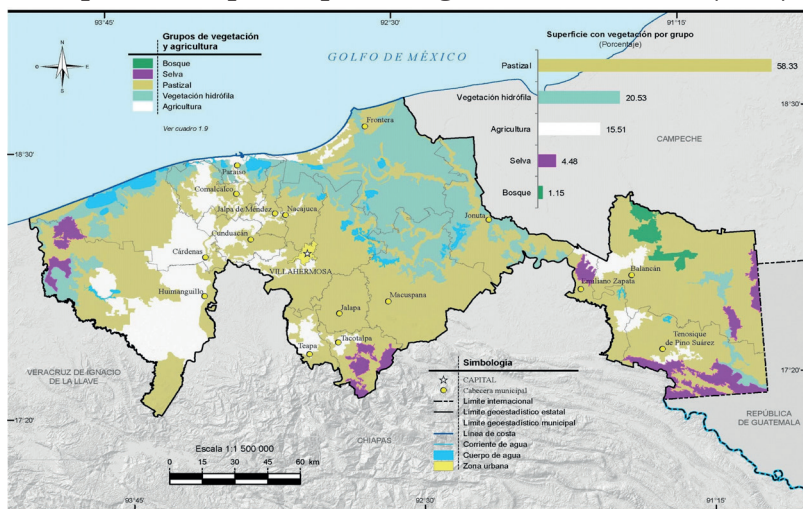 93°45
92°30
91°15
Grupos de vegetación
y agricultura
Bosque
Selva
Pastizal
Vegetación hidrófila
Agricultura
Ver cuadro 1.9
N
O
E
S
GOLFO DE MÉXICO
Superficie con vegetación por grupo
(Porcentaje)
Pastizal
58.33
Vegetación hidrófila
20.53
Agricultura
15.51
Selva
4.48
Bosque
1.15
CAMPECHE
18°30
18°30
Frontera
Paraíso
Comalcalco
Jalpa de Méndez
Nacajuca
Jonuta
Cunduacán
Cárdenas
VILLAHERMOSA
Balancán
Emiliano Zapata
Huimanguillo
Macuspana
Jalapa
Tacotalpa
Teapa
Tenosique
de Pino Suárez
VERACRUZ DE IGNACIO
DE LA LLAVE
17°20
17°20
CHIAPAS
REPÚBLICA
DE GUATEMALA
Simbología
CAPITAL
Cabecera municipal
Límite internacional
Límite geoestadístico estatal
Límite geoestadístico municipal
Línea de costa
Corriente de agua
Cuerpo de agua
Zona urbana
Escala 1:1 500 000
0 15 30 45 60 km
93°45
92°30
91°15